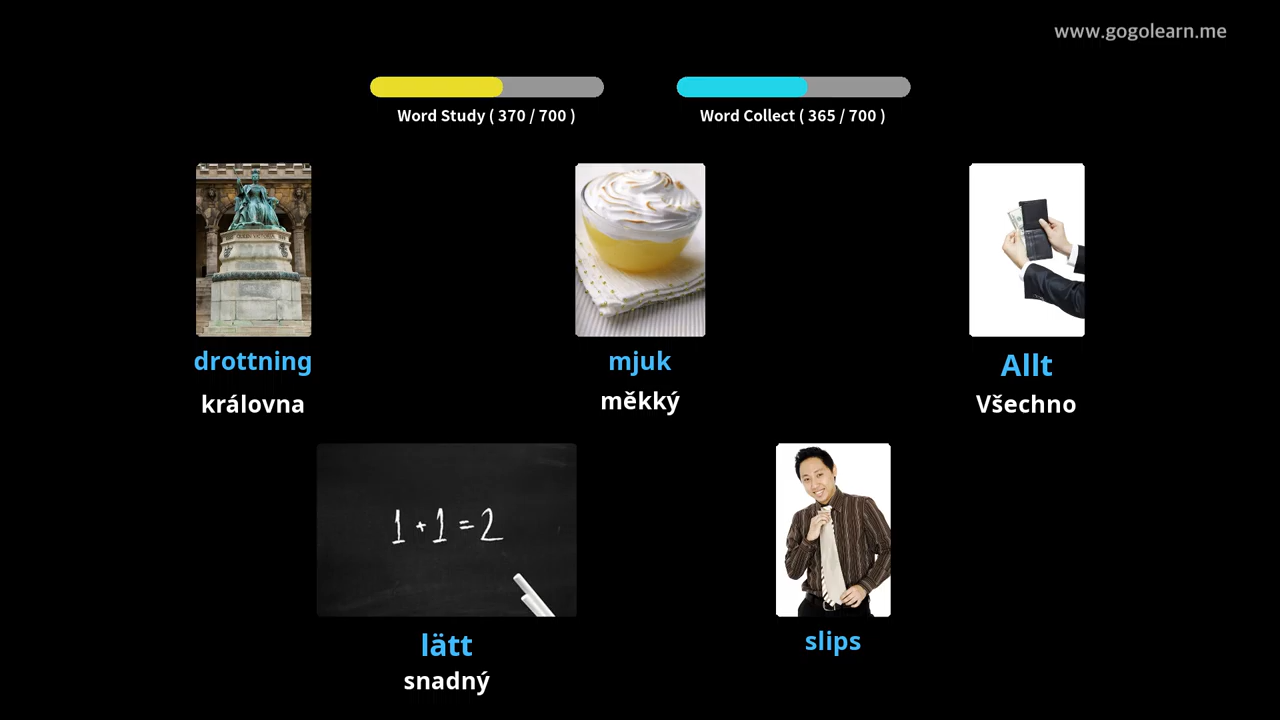 www.gogolearn.me
Word Study ( 370 / 700 )
Word Collect ( 365 / 700 )
drottning
královna
mjuk
měkký
Allt
Všechno
1 + 1 = 2
lätt
snadný
slips